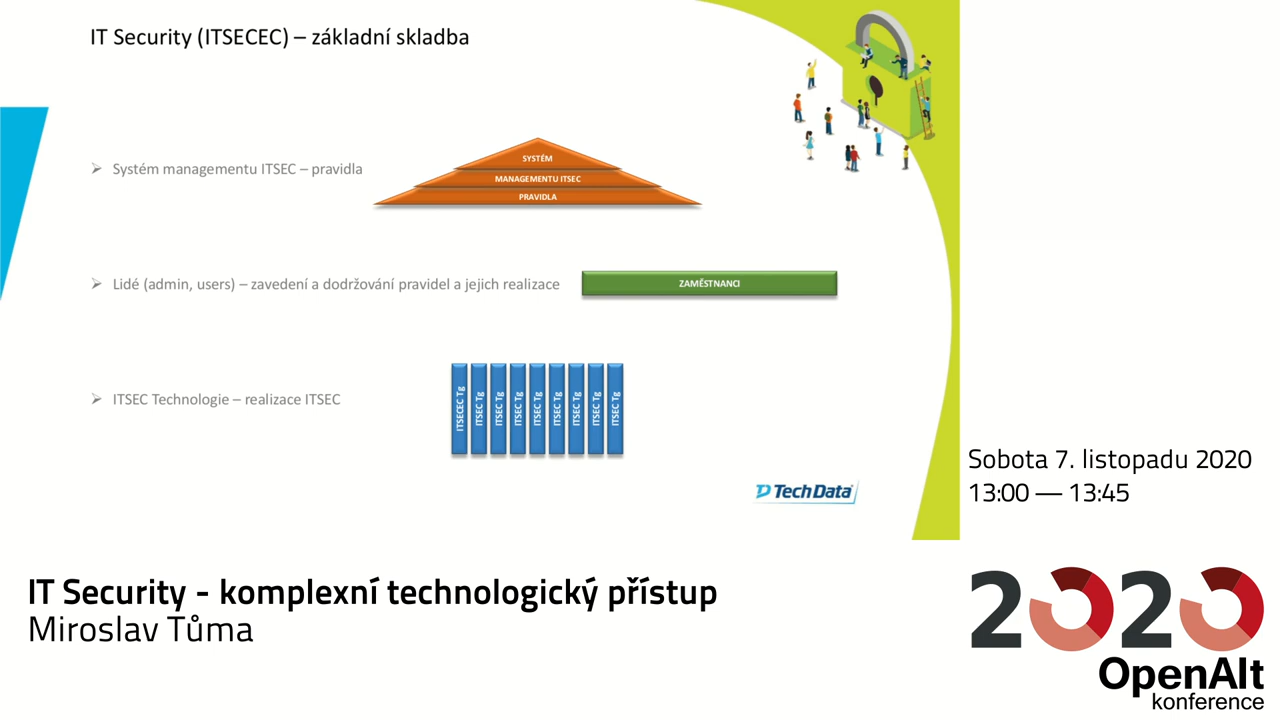 IT Security (ITSECEC) – základní skladba
Systém managementu ITSEC – pravidla
SYSTÉM
MANAGEMENTU ITSEC
PRAVIDLA
Lidé (admin, users) – zavedení a dodržování pravidel a jejich realizace
ZAMĚSTNANCI
ITSEC Technologie – realizace ITSEC
ITSECEC Tg
ITSEC Tg
ITSEC Tg
ITSEC Tg
ITSEC Tg
ITSEC Tg
ITSEC Tg
ITSEC Tg
ITSEC Tg
Tech Data
Sobota 7. listopadu 2020
13:00 — 13:45
IT Security - komplexní technologický přístup
Miroslav Tůma
2020
OpenAlt
konference